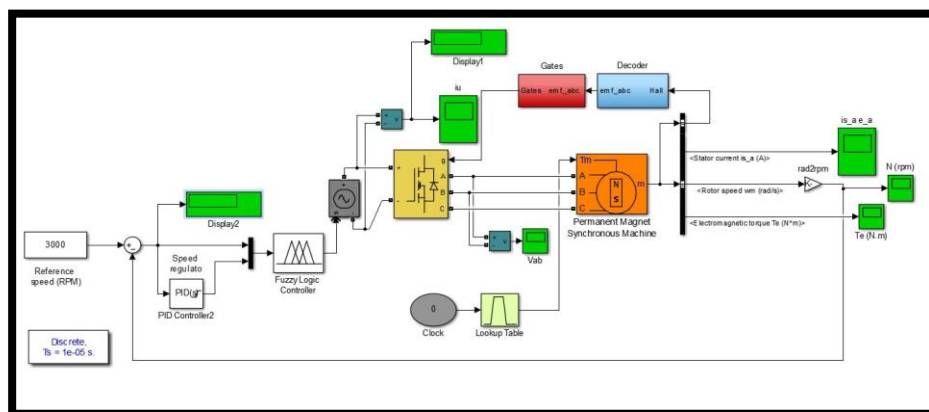 Display1
Gates
Decoder
iu
Gates emf_abc
emf_abc Hall
is_a e_a
+
-
v
g
A
B
C
+
-
Tm
A
B
C
m
N
S
<Stator current is_a (A)>
rad2rpm
N (rpm)
<Rotor speed wm (rad/s)>
Display2
Permanent Magnet
Synchronous Machine
<Electromagnetic torque Te (N*m)>
Te (N.m)
3000
Reference
speed (RPM)
Speed
regulato
Fuzzy Logic
Controller
+
-
v
Vab
PID(s)
PID Controller2
0
Clock
Lookup Table
Discrete,
Ts = 1e-05 s.